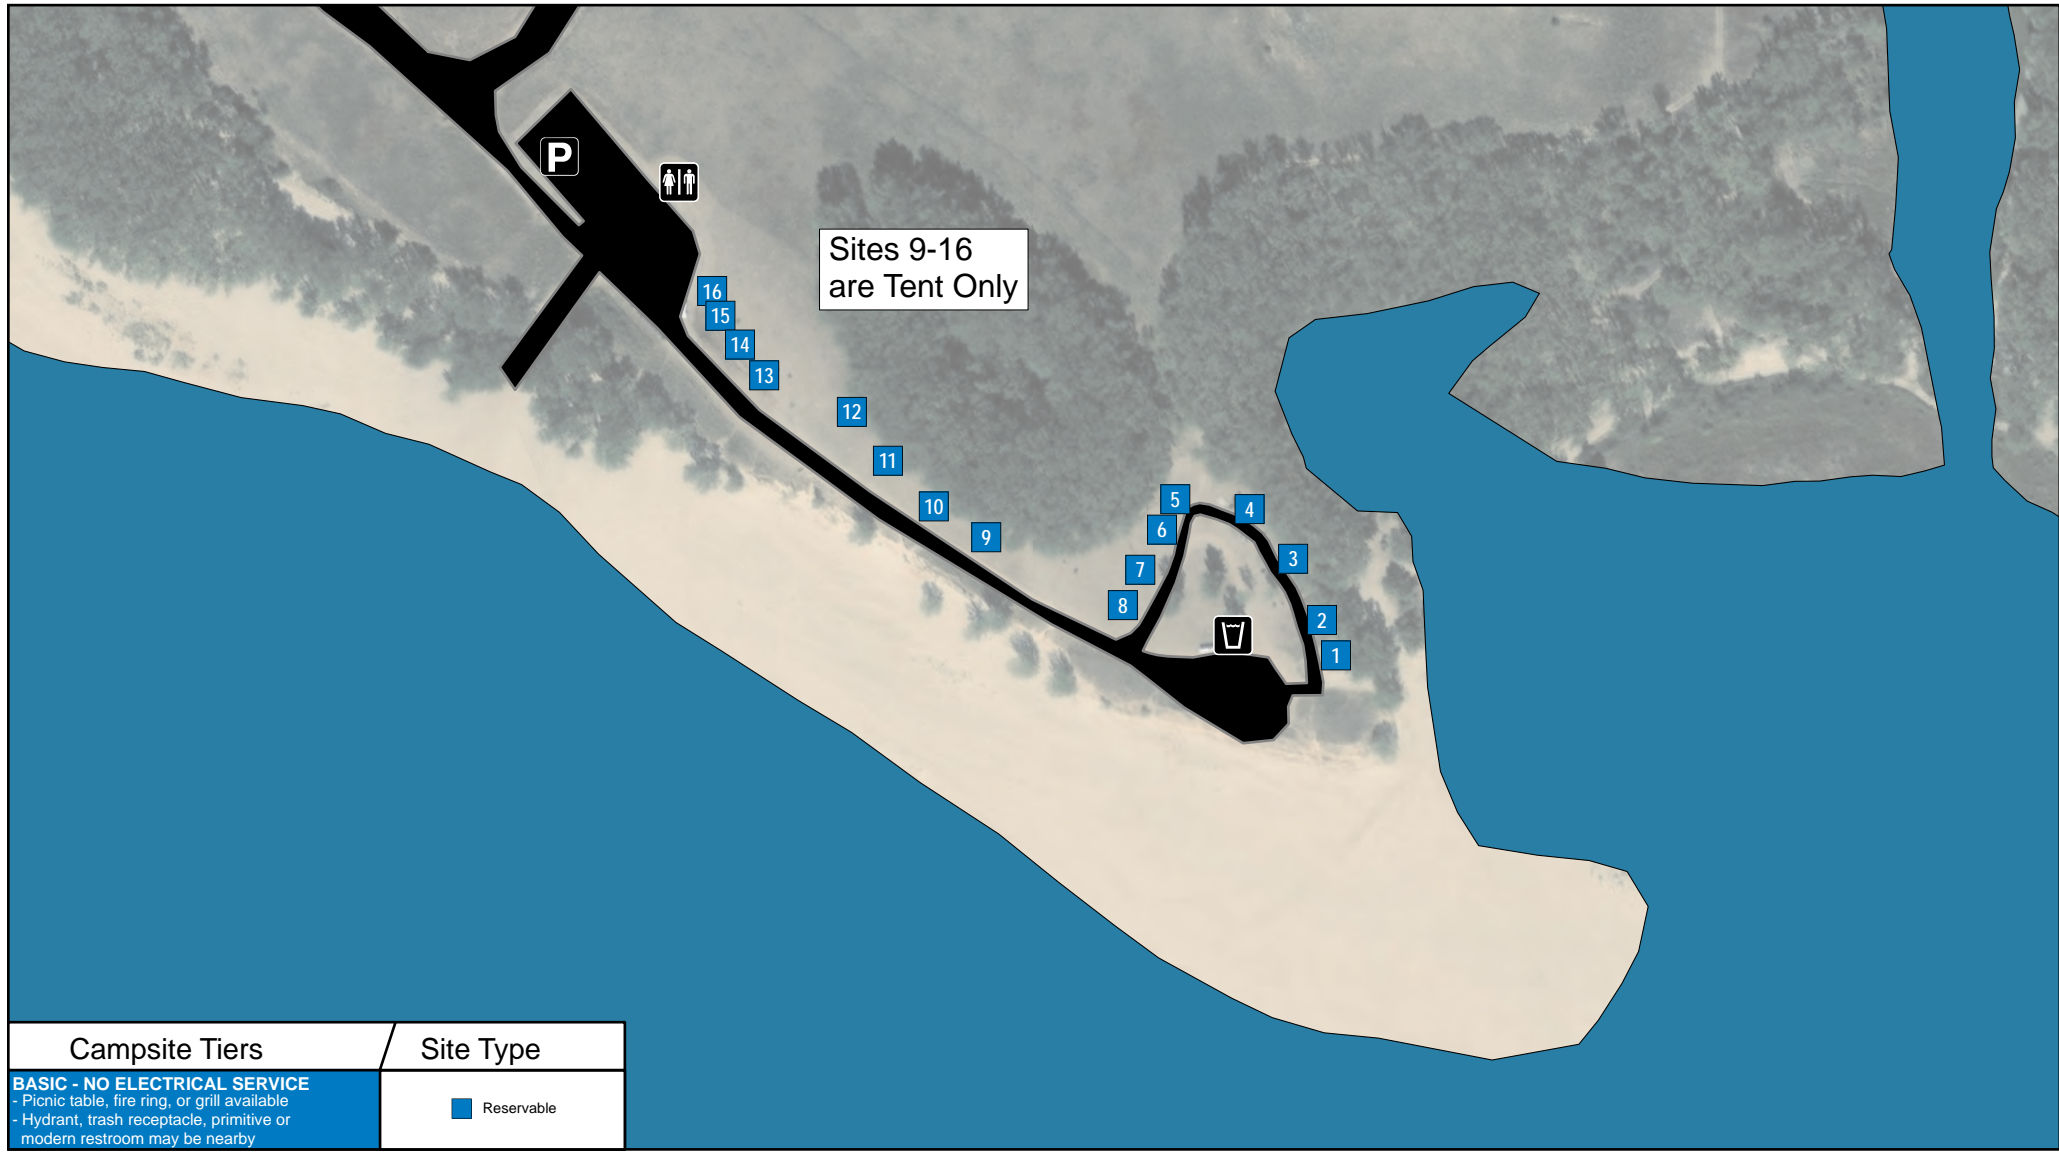 P
Sites 9-16
are Tent Only
16
15
14
13
12
11
10
9
5
4
6
3
7
8
2
1
Campsite Tiers
Site Type
BASIC - NO ELECTRICAL SERVICE
- Picnic table, fire ring, or grill available
- Hydrant, trash receptacle, primitive or
modern restroom may be nearby
Reservable